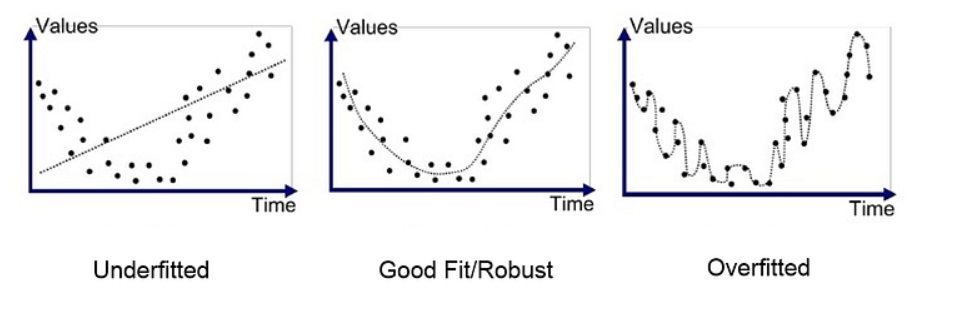 Values
Time
Underfitted
Values
Time
Good Fit/Robust
Values
Time
Overfitted